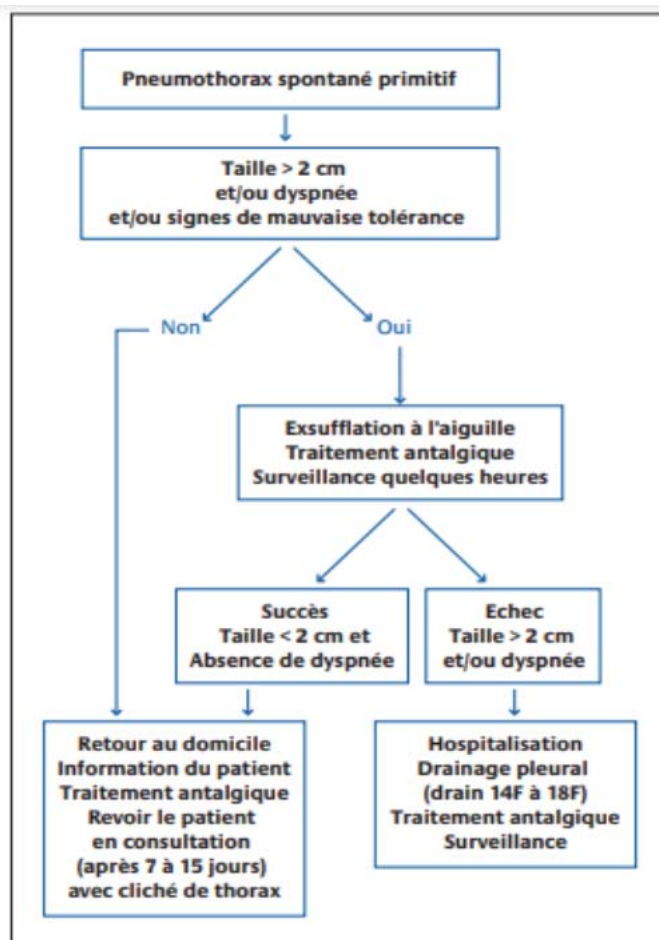 Pneumothorax spontané primitif
Taille > 2 cm
et/ou dyspnée
et/ou signes de mauvaise tolérance
Non
Oui
Exsufflation à l'aiguille
Traitement antalgique
Surveillance quelques heures
Succès
Taille < 2 cm et
Absence de dyspnée
Echec
Taille > 2 cm
et/ou dyspnée
Retour au domicile
Information du patient
Traitement antalgique
Revoir le patient
en consultation
(après 7 à 15 jours)
avec cliché de thorax
Hospitalisation
Drainage pleural
(drain 14F à 18F)
Traitement antalgique
Surveillance